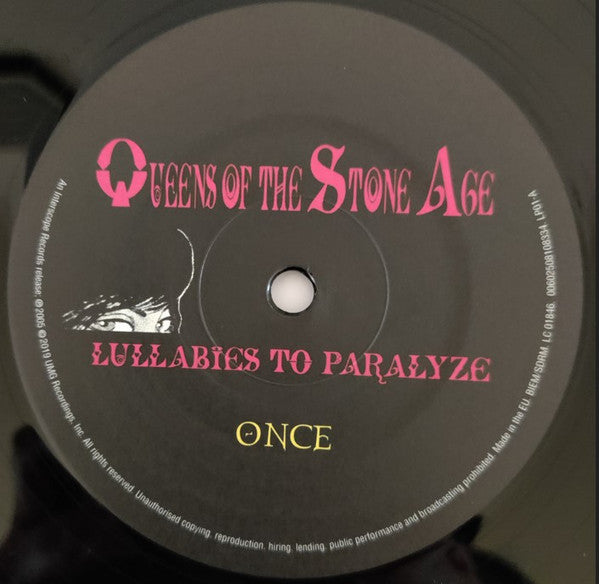 QUEENS OF THE STONE AGE
LULLABIES TO PARALYZE
ONCE
An Interscope Records release. ℗ 2005 © 2019 UMG Recordings, Inc. All rights reserved. Unauthorised copying, reproduction, hiring, lending, public performance and broadcasting prohibited. Made in the EU. BIEM/SDRM. LC 01846. 00602508108334. LP01-A